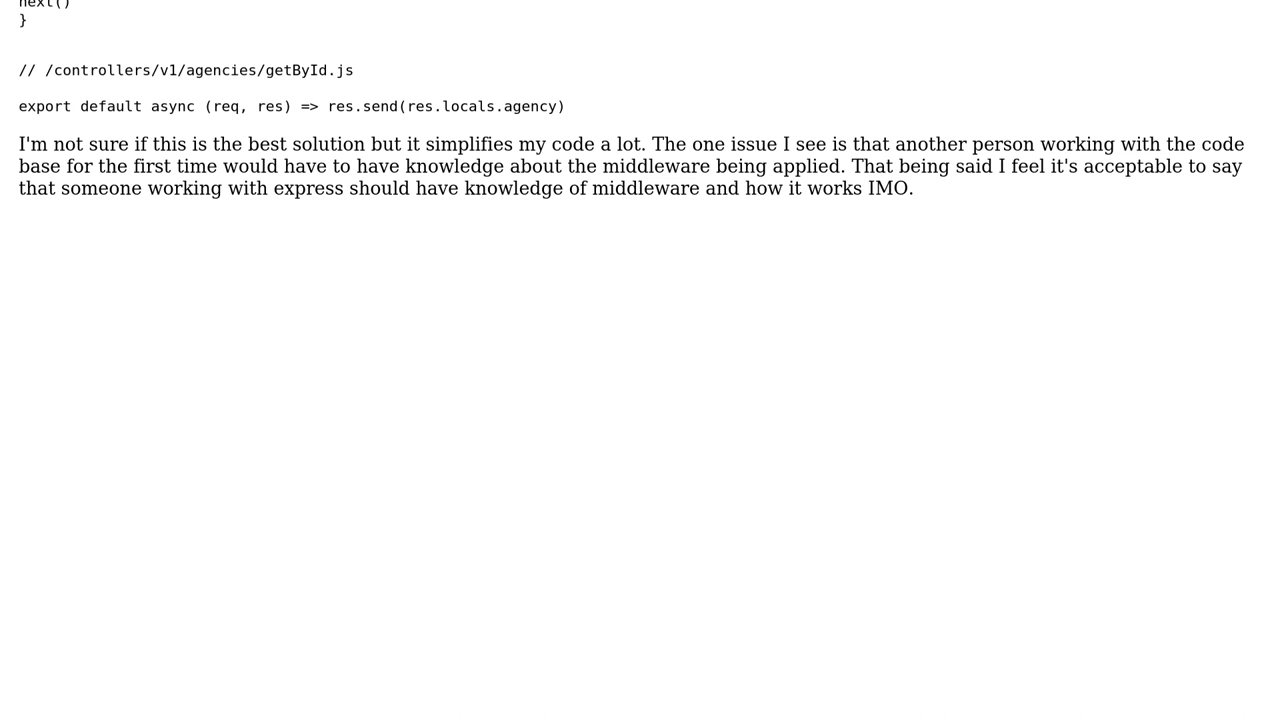 next()
}
// /controllers/v1/agencies/getById.js
export default async (req, res) => res.send(res.locals.agency)
I'm not sure if this is the best solution but it simplifies my code a lot. The one issue I see is that another person working with the code
base for the first time would have to have knowledge about the middleware being applied. That being said I feel it's acceptable to say
that someone working with express should have knowledge of middleware and how it works IMO.